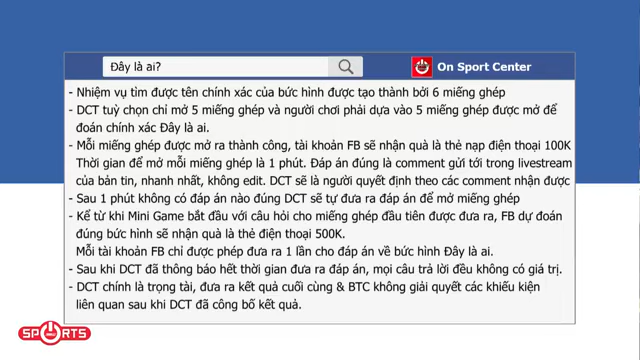 Đây là ai?
On Sport Center
- Nhiệm vụ tìm được tên chính xác của bức hình được tạo thành bởi 6 miếng ghép
- DCT tuỳ chọn chỉ mở 5 miếng ghép và người chơi phải dựa vào 5 miếng ghép được mở để
đoán chính xác Đây là ai.
- Mỗi miếng ghép được mở ra thành công, tài khoản FB sẽ nhận quà là thẻ nạp điện thoại 100K
Thời gian để mở mỗi miếng ghép là 1 phút. Đáp án đúng là comment gửi tới trong livestream
của bản tin, nhanh nhất, không edit. DCT sẽ là người quyết định theo các comment nhận được
- Sau 1 phút không có đáp án nào đúng DCT sẽ tự đưa ra đáp án để mở miếng ghép
- Kể từ khi Mini Game bắt đầu với câu hỏi cho miếng ghép đầu tiên được đưa ra, FB dự đoán
đúng bức hình sẽ nhận quà là thẻ điện thoại 500K.
Mỗi tài khoản FB chỉ được phép đưa ra 1 lần cho đáp án về bức hình Đây là ai.
- Sau khi DCT đã thông báo hết thời gian đưa ra đáp án, mọi câu trả lời đều không có giá trị.
- DCT chính là trọng tài, đưa ra kết quả cuối cùng & BTC không giải quyết các khiếu kiện
liên quan sau khi DCT đã công bố kết quả.
SPORTS